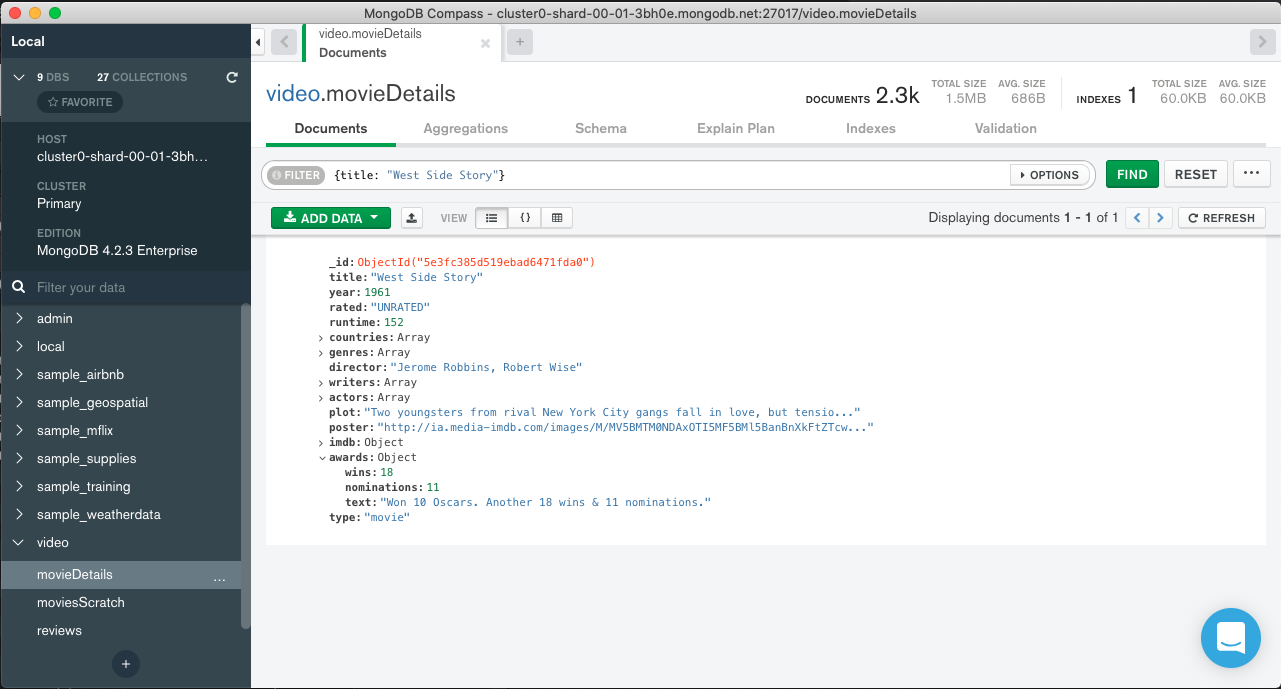 MongoDB Compass - cluster0-shard-00-01-3bh0e.mongodb.net:27017/video.movieDetails
Local
9 DBS 27 COLLECTIONS
FAVORITE
HOST
cluster0-shard-00-01-3bh...
CLUSTER
Primary
EDITION
MongoDB 4.2.3 Enterprise
Filter your data
admin
local
sample_airbnb
sample_geospatial
sample_mflix
sample_supplies
sample_training
sample_weatherdata
video
movieDetails ...
moviesScratch
reviews
+
video.movieDetails
Documents
+
video.movieDetails
DOCUMENTS 2.3k TOTAL SIZE 1.5MB AVG. SIZE 686B INDEXES 1 TOTAL SIZE 60.0KB AVG. SIZE 60.0KB
Documents Aggregations Schema Explain Plan Indexes Validation
FILTER {title: "West Side Story"} OPTIONS FIND RESET ...
ADD DATA VIEW {} Displaying documents 1 - 1 of 1 REFRESH
_id: ObjectId("5e3fc385d519ebad6471fda0")
title: "West Side Story"
year: 1961
rated: "UNRATED"
runtime: 152
countries: Array
genres: Array
director: "Jerome Robbins, Robert Wise"
writers: Array
actors: Array
plot: "Two youngsters from rival New York City gangs fall in love, but tensio..."
poster: "http://ia.media-imdb.com/images/M/MV5BMTM0NDAxOTI5MF5BMl5BanBnXkFtZTcw..."
imdb: Object
awards: Object
wins: 18
nominations: 11
text: "Won 10 Oscars. Another 18 wins & 11 nominations."
type: "movie"